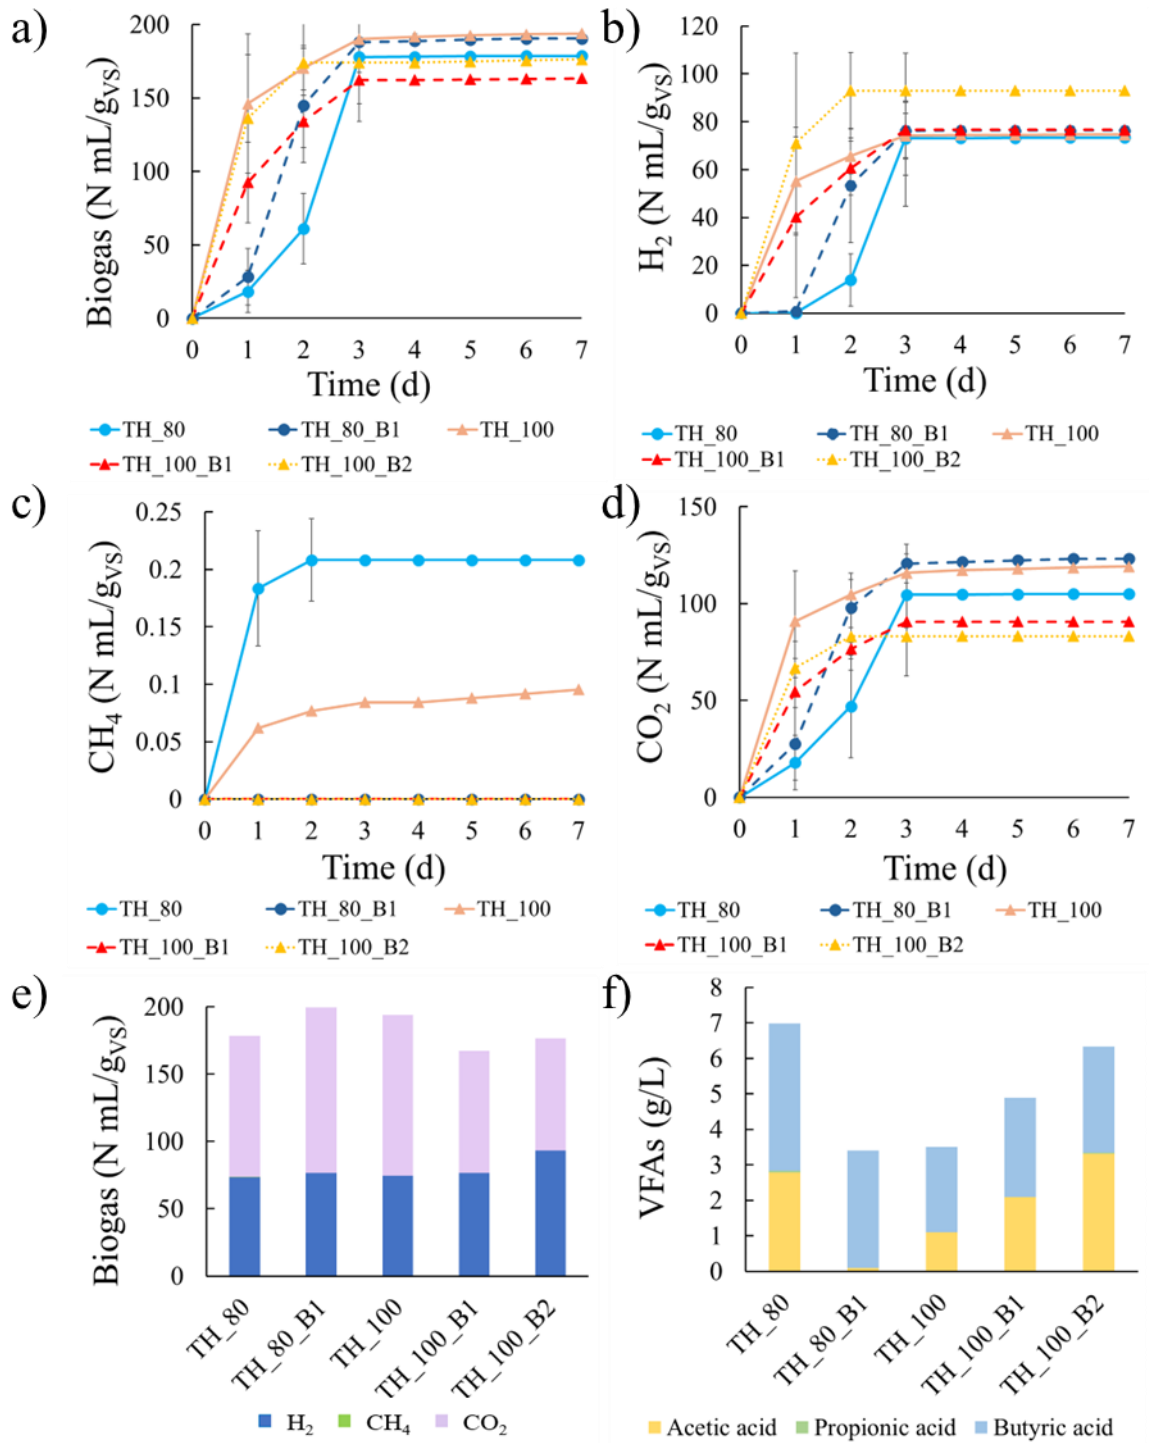 a)
Biogas (N mL/gVS)
200
150
100
50
0
0 1 2 3 4 5 6 7
Time (d)
TH_80 TH_80_B1 TH_100
TH_100_B1 TH_100_B2
b)
H2 (N mL/gVS)
120
100
80
60
40
20
0
0 1 2 3 4 5 6 7
Time (d)
TH_80 TH_80_B1 TH_100
TH_100_B1 TH_100_B2
c)
CH4 (N mL/gVS)
0.25
0.2
0.15
0.1
0.05
0
0 1 2 3 4 5 6 7
Time (d)
TH_80 TH_80_B1 TH_100
TH_100_B1 TH_100_B2
d)
CO2 (N mL/gVS)
150
100
50
0
0 1 2 3 4 5 6 7
Time (d)
TH_80 TH_80_B1 TH_100
TH_100_B1 TH_100_B2
e)
Biogas (N mL/gVS)
200
150
100
50
0
TH_80 TH_80_B1 TH_100 TH_100_B1 TH_100_B2
H2 CH4 CO2
f)
VFAs (g/L)
8
7
6
5
4
3
2
1
0
TH_80 TH_80_B1 TH_100 TH_100_B1 TH_100_B2
Acetic acid Propionic acid Butyric acid